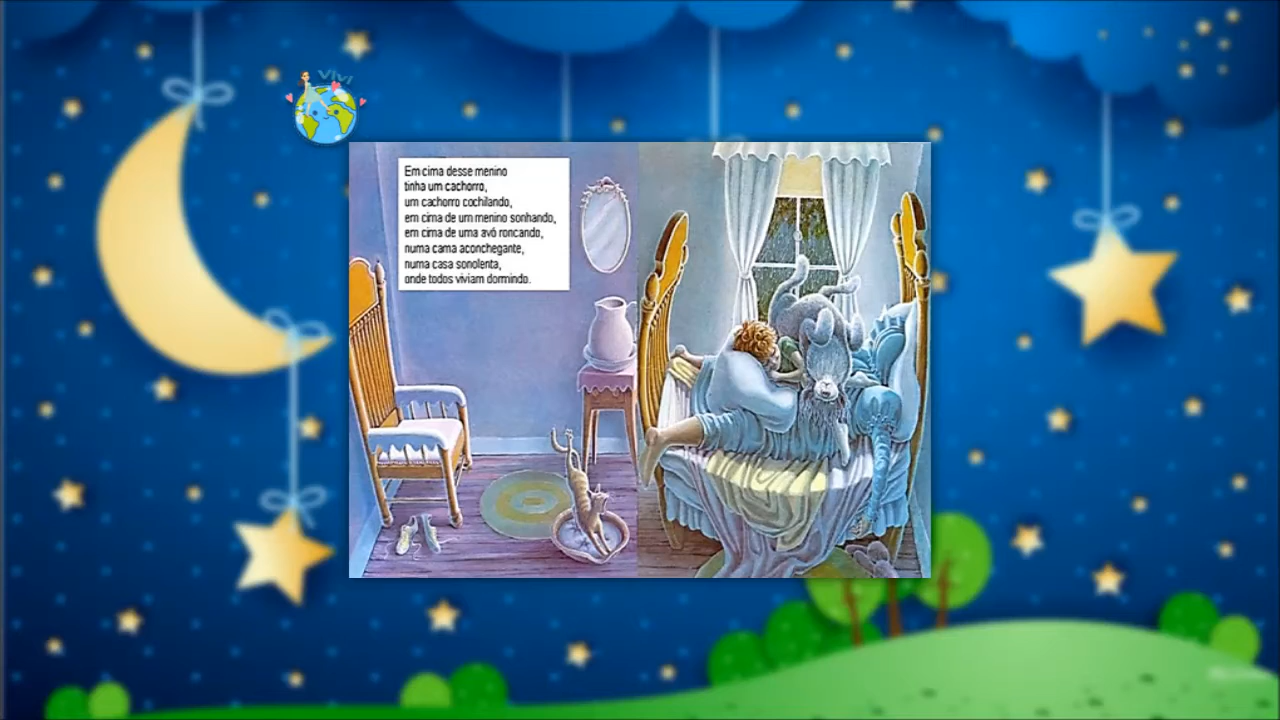 Vivi
Em cima desse menino
tinha um cachorro,
um cachorro cochilando,
em cima de um menino sonhando,
em cima de uma avó roncando,
numa cama aconchegante,
numa casa sonolenta,
onde todos viviam dormindo.